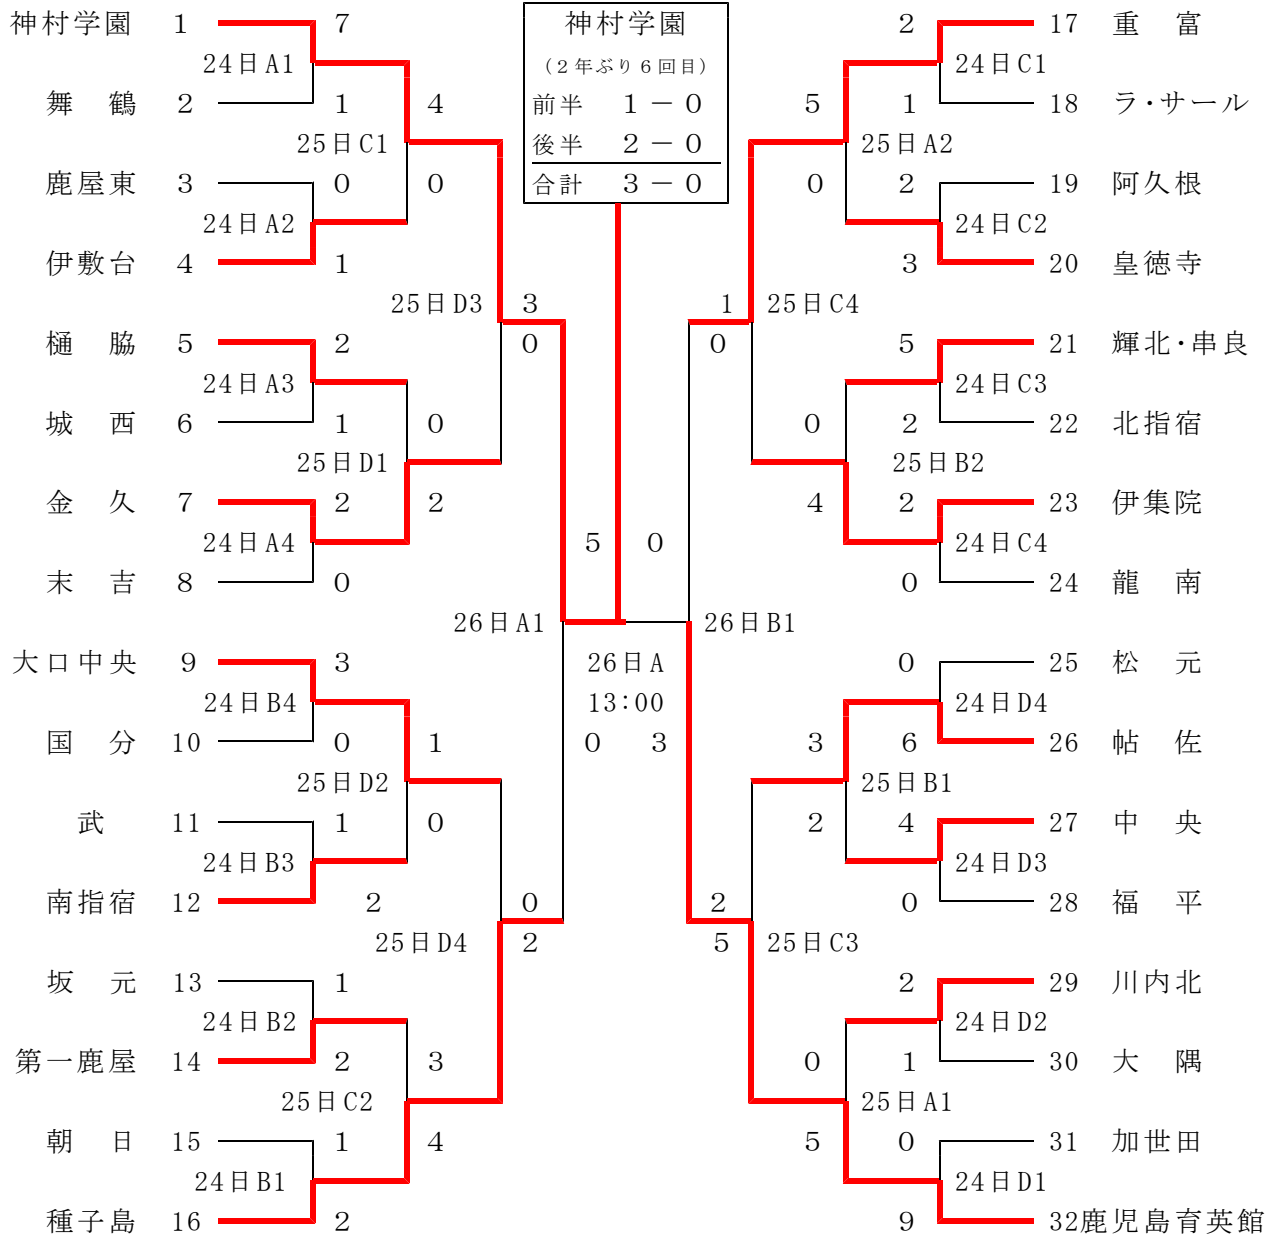 神村学園 1 7
24日A1
舞 鶴 2 1 4
25日C1
鹿屋東 3 0 0
24日A2
伊敷台 4 1
25日D3 3
樋 脇 5 2 0
24日A3
城 西 6 1 0
25日D1
金 久 7 2 2
24日A4
末 吉 8 0
26日A1
大口中央 9 3
24日B4
国 分 10 0 1
25日D2
武 11 1 0
24日B3
南指宿 12 2 0
25日D4 2
坂 元 13 1
24日B2
第一鹿屋 14 2 3
25日C2
朝 日 15 1 4
24日B1
種子島 16 2
神村学園
(2年ぶり6回目)
前半 1-0
後半 2-0
合計 3-0
5 0
26日A
13:00
0 3
2 17 重 富
24日C1
5 1 18 ラ・サール
25日A2
0 2 19 阿久根
24日C2
3 20 皇徳寺
1 25日C4
0 5 21 輝北・串良
24日C3
0 2 22 北指宿
25日B2
4 2 23 伊集院
24日C4
0 24 龍 南
26日B1
0 25 松 元
24日D4
3 6 26 帖 佐
25日B1
2 4 27 中 央
24日D3
2 0 28 福 平
5 25日C3
2 29 川内北
24日D2
0 1 30 大 隅
25日A1
5 0 31 加世田
24日D1
9 32鹿児島育英館